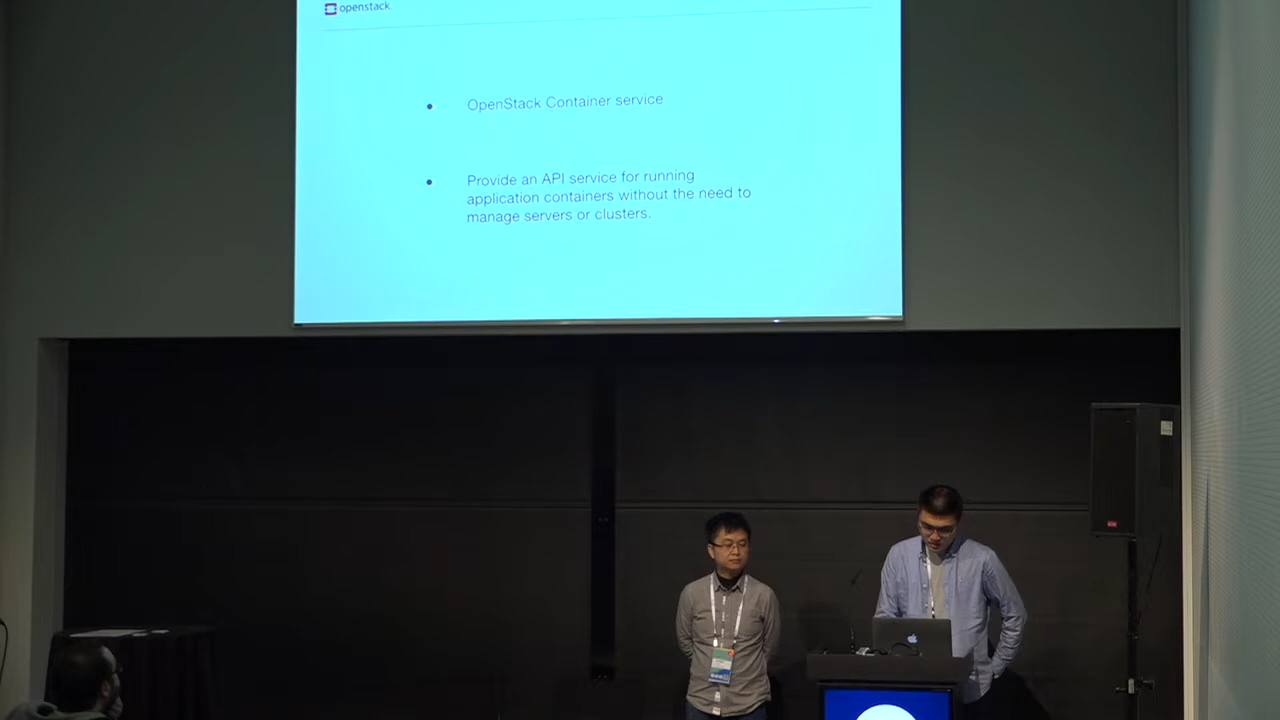 openstack.
OpenStack Container service
Provide an API service for running
application containers without the need to
manage servers or clusters.